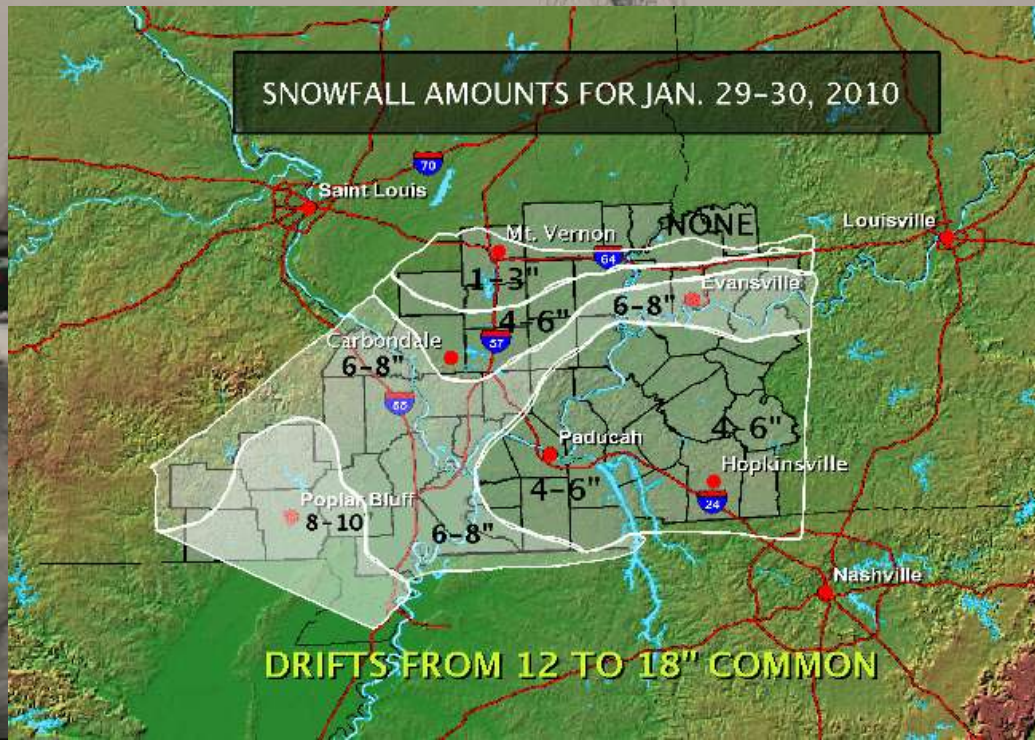 SNOWFALL AMOUNTS FOR JAN. 29-30, 2010
70
Saint Louis
NONE
Louisville
Mt. Vernon
64
1-3"
Evansville
6-8"
4-6"
57
Carbondale
6-8"
55
4-6"
Paducah
Hopkinsville
4-6"
24
Poplar Bluff
8-10"
6-8"
Nashville
DRIFTS FROM 12 TO 18" COMMON